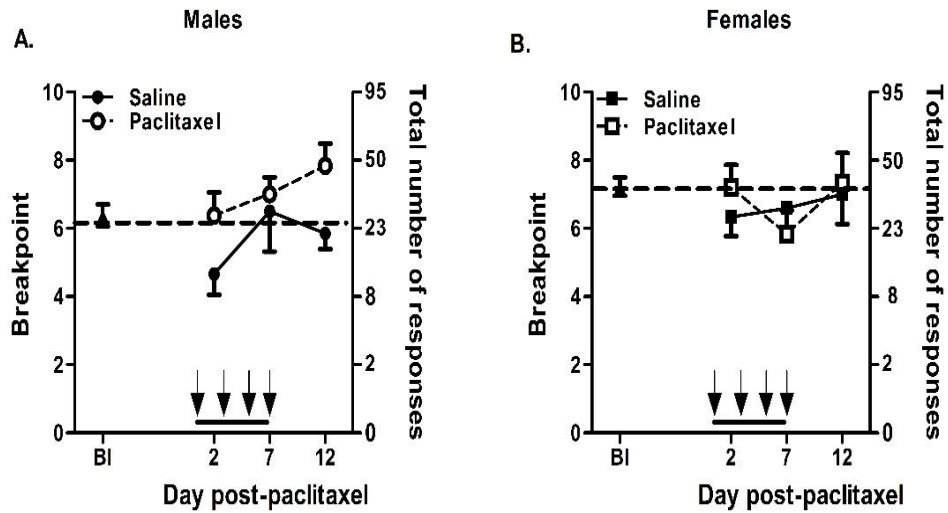 Males
A.
Saline
Paclitaxel
10
8
6
4
2
0
Breakpoint
95
50
23
8
2
0
Total number of responses
BI 2 7 12
Day post-paclitaxel
Females
B.
Saline
Paclitaxel
10
8
6
4
2
0
Breakpoint
95
50
23
8
2
0
Total number of responses
BI 2 7 12
Day post-paclitaxel